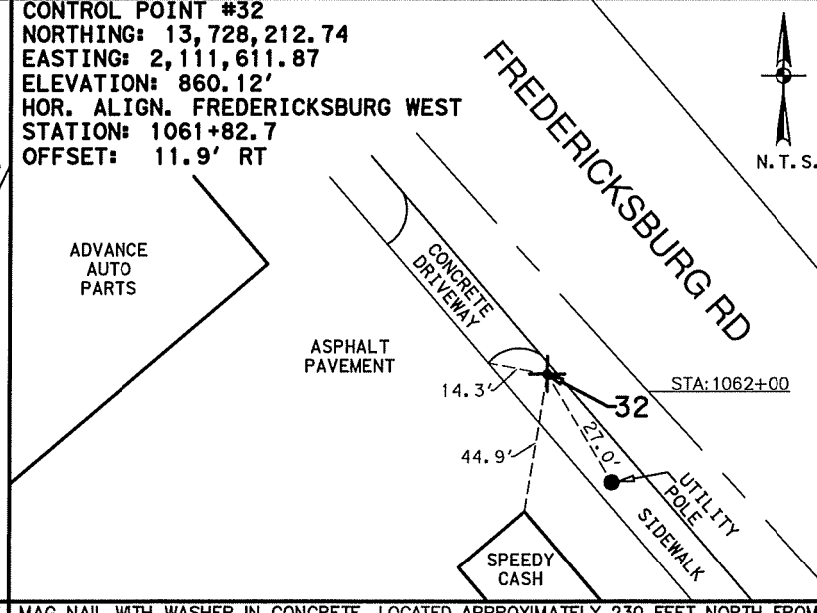 CONTROL POINT #32
NORTHING: 13,728,212.74
EASTING: 2,111,611.87
ELEVATION: 860.12'
HOR. ALIGN. FREDERICKSBURG WEST
STATION: 1061+82.7
OFFSET: 11.9' RT
N.T.S.
FREDERICKSBURG RD
ADVANCE
AUTO
PARTS
CONCRETE
DRIVEWAY
ASPHALT
PAVEMENT
14.3'
32
STA:1062+00
44.9'
27.0'
UTILITY
POLE
SIDEWALK
SPEEDY
CASH
MAG NAIL WITH WASHER IN CONCRETE, LOCATED APPROXIMATELY 230 FEET NORTH FROM